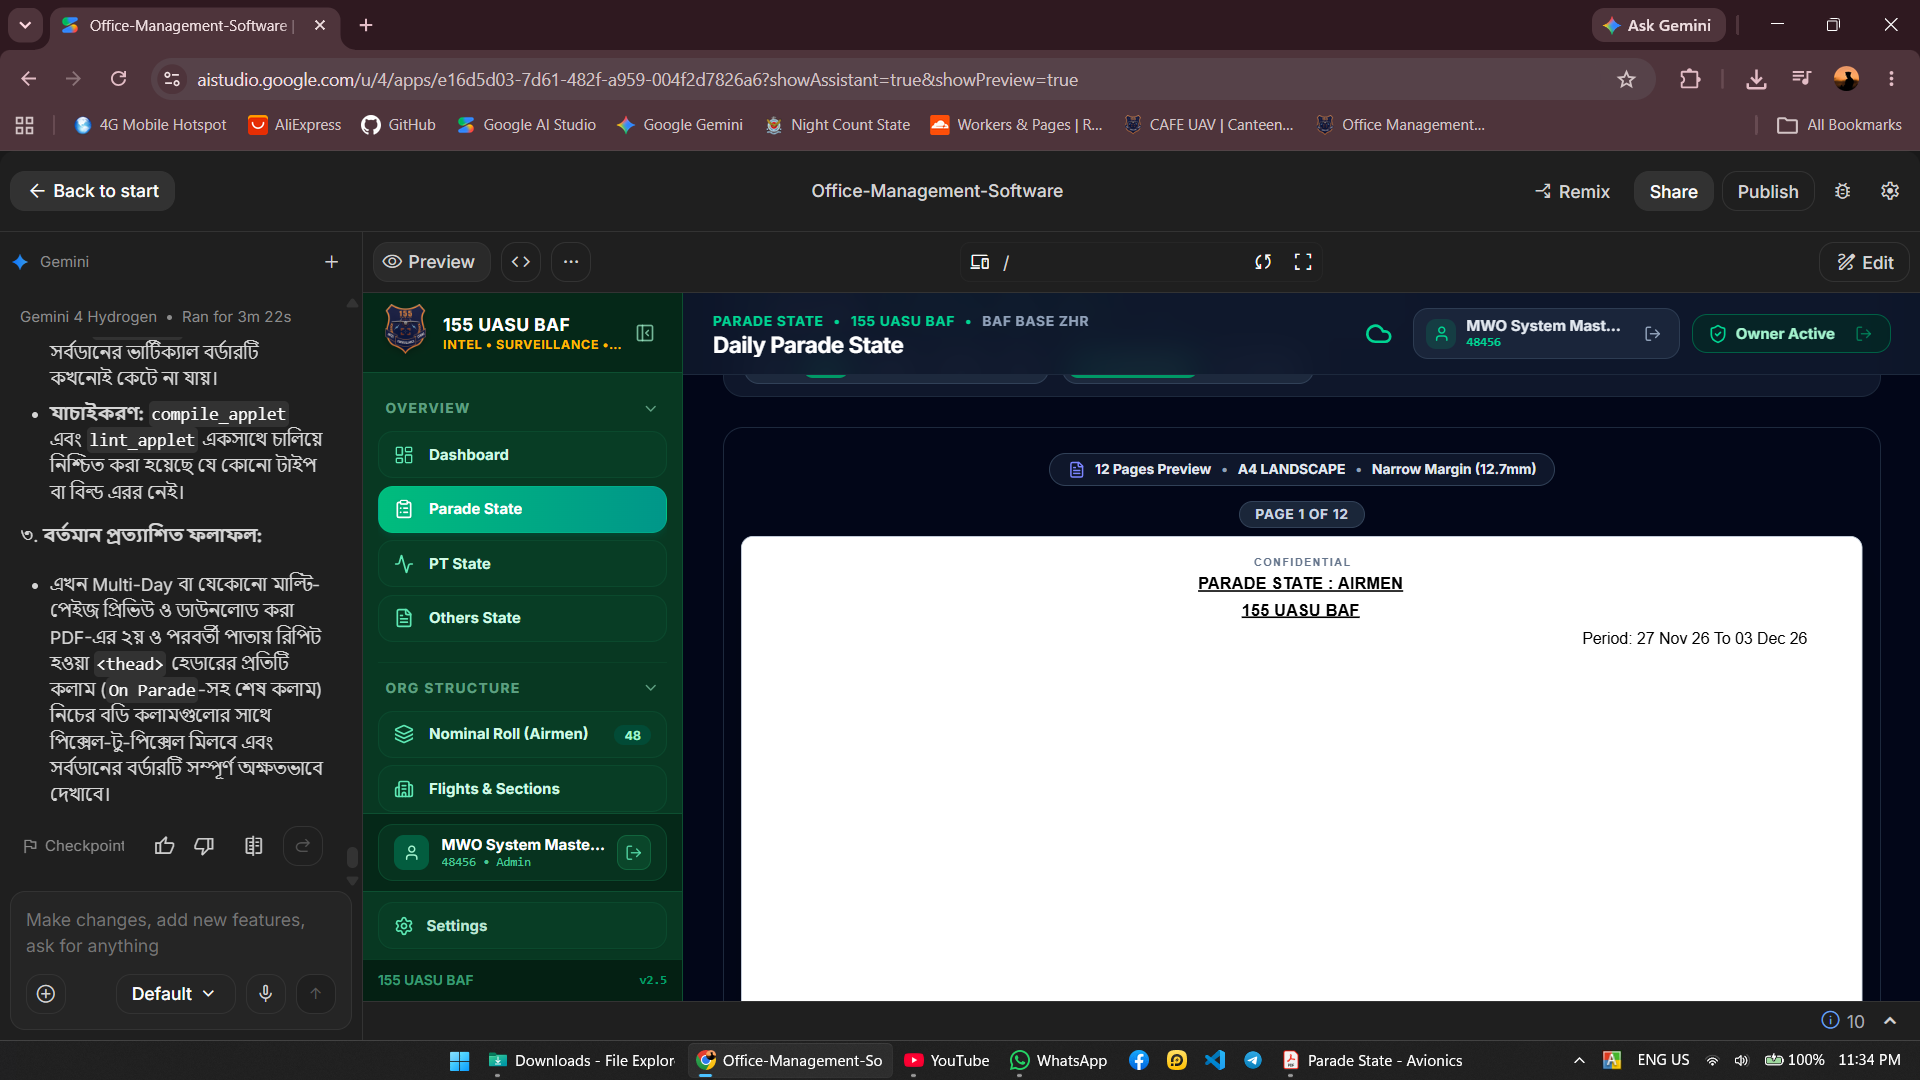 Office-Management-Software |
Ask Gemini
aistudio.google.com/u/4/apps/e16d5d03-7d61-482f-a959-004f2d7826a6?showAssistant=true&showPreview=true
4G Mobile Hotspot
AliExpress
GitHub
Google AI Studio
Google Gemini
Night Count State
Workers & Pages | R...
CAFE UAV | Canteen...
Office Management...
All Bookmarks
Back to start
Office-Management-Software
Remix
Share
Publish
Gemini
Preview
/
Edit
Gemini 4 Hydrogen • Ran for 3m 22s
সর্বডানের ভার্টিক্যাল বর্ডারটি
কখনোই কেটে না যায়।
• যাচাইকরণ: compile_applet
এবং lint_applet একসাথে চালিয়ে
নিশ্চিত করা হয়েছে যে কোনো টাইপ
বা বিল্ড এরর নেই।
৩. বর্তমান প্রত্যাশিত ফলাফল:
• এখন Multi-Day বা যেকোনো মাল্টি-
পেইজ প্রিভিউ ও ডাউনলোড করা
PDF-এর ২য় ও পরবর্তী পাতায় রিপিট
হওয়া <thead> হেডারের প্রতিটি
কলাম (On Parade-সহ শেষ কলাম)
নিচের বডি কলামগুলোর সাথে
পিক্সেল-টু-পিক্সেল মিলবে এবং
সর্বডানের বর্ডারটি সম্পূর্ণ অক্ষতভাবে
দেখাবে।
Checkpoint
Make changes, add new features,
ask for anything
Default
155 UASU BAF
INTEL • SURVEILLANCE •...
OVERVIEW
Dashboard
Parade State
PT State
Others State
ORG STRUCTURE
Nominal Roll (Airmen) 48
Flights & Sections
MWO System Maste...
48456 • Admin
Settings
155 UASU BAF v2.5
PARADE STATE • 155 UASU BAF • BAF BASE ZHR
Daily Parade State
MWO System Mast...
48456
Owner Active
12 Pages Preview • A4 LANDSCAPE • Narrow Margin (12.7mm)
PAGE 1 OF 12
CONFIDENTIAL
PARADE STATE : AIRMEN
155 UASU BAF
Period: 27 Nov 26 To 03 Dec 26
10
Downloads - File Explor
Office-Management-So
YouTube
WhatsApp
Parade State - Avionics
ENG US
100%
11:34 PM